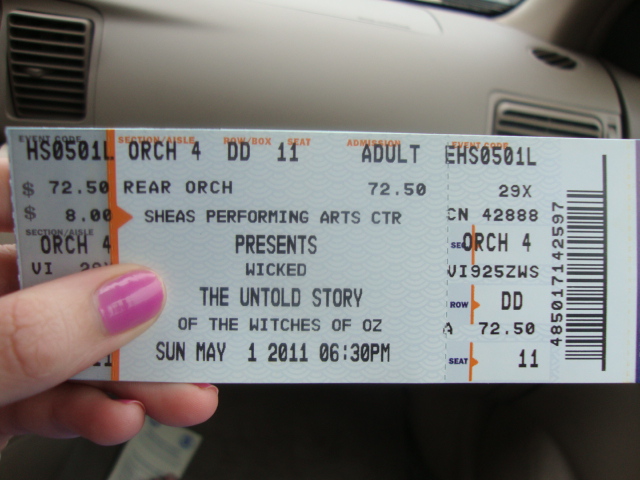 EVENT CODE SECTION/AISLE ROW/BOX SEAT ADMISSION EVENT CODE
HS0501L ORCH 4 DD 11 ADULT EHS0501L
$ 72.50 REAR ORCH 72.50 29X
$ 8.00 SHEAS PERFORMING ARTS CTR CN 42888
SECTION/AISLE
ORCH 4 PRESENTS ORCH 4
VI WICKED VI925ZWS
THE UNTOLD STORY ROW DD
OF THE WITCHES OF OZ A 72.50
11 SUN MAY 1 2011 06:30PM SEAT 11
485017142597